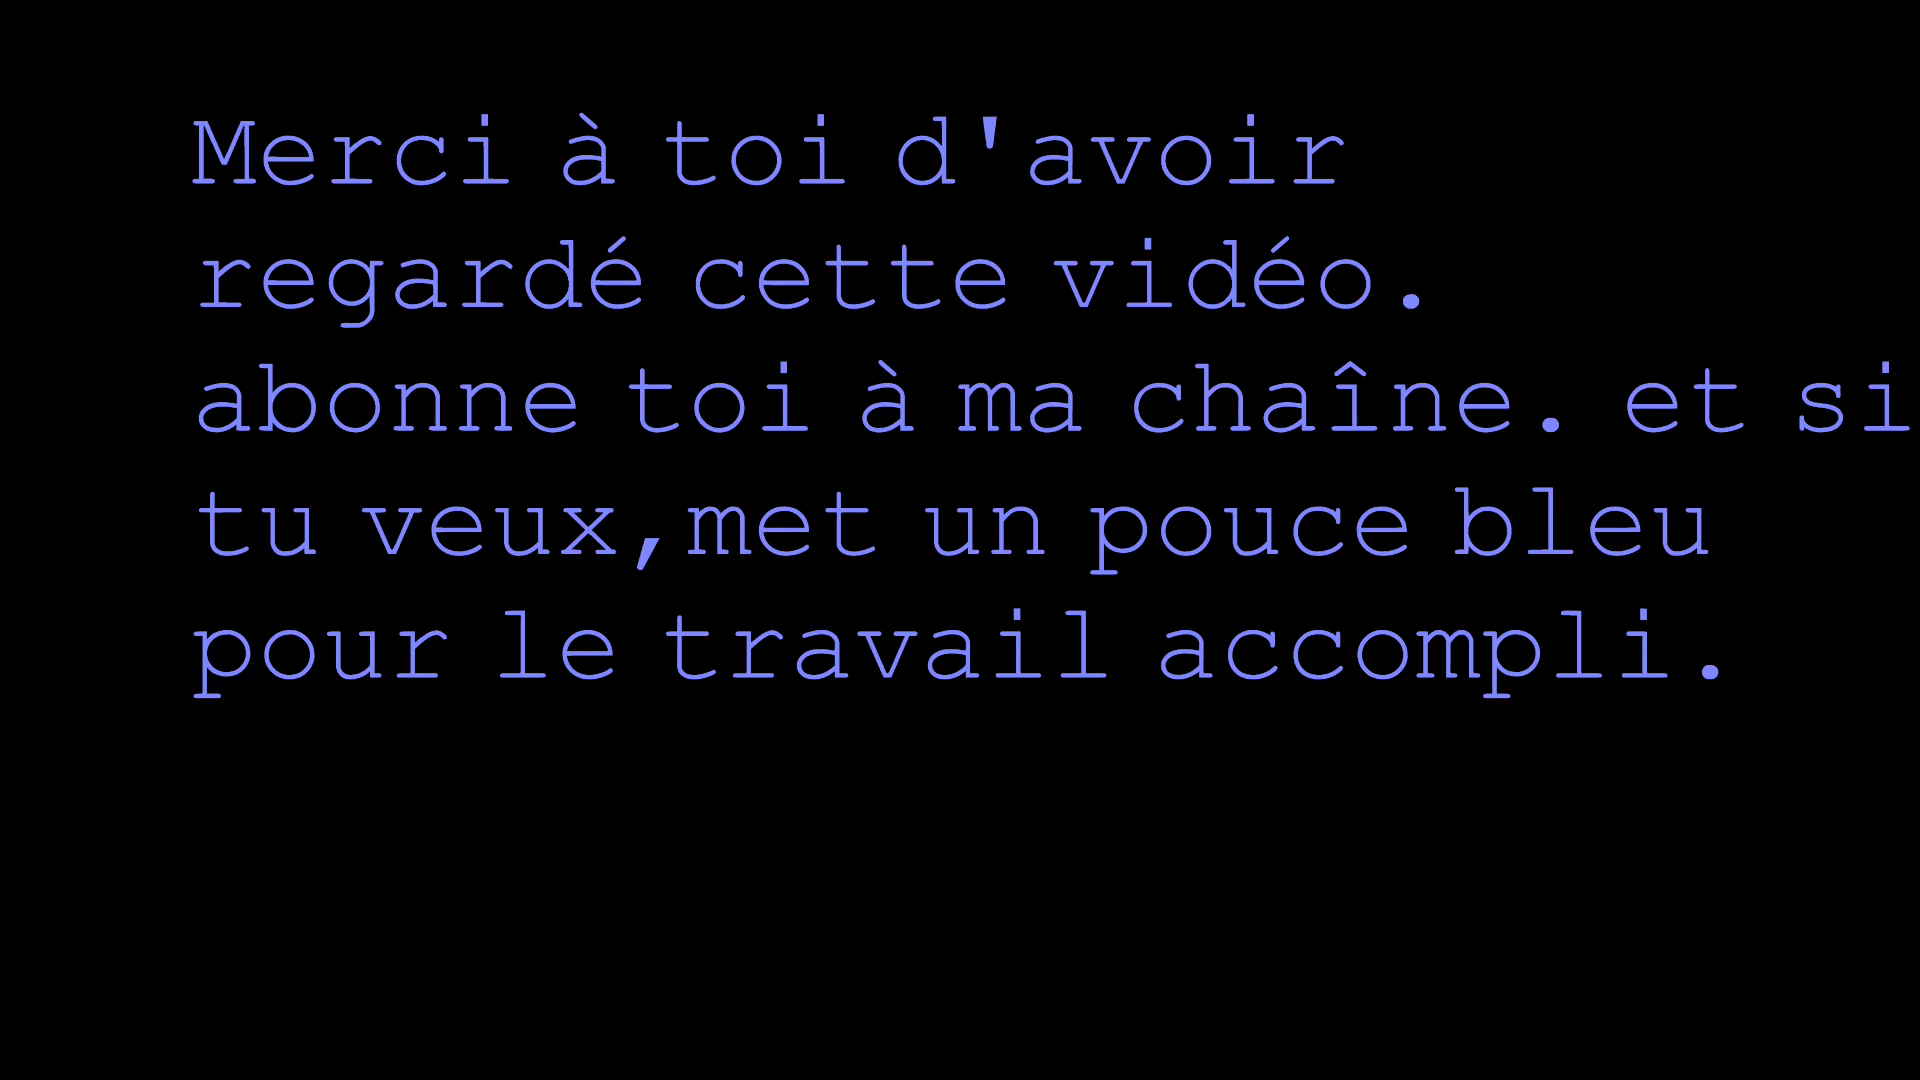 Merci à toi d'avoir
regardé cette vidéo.
abonne toi à ma chaîne. et si
tu veux,met un pouce bleu
pour le travail accompli.